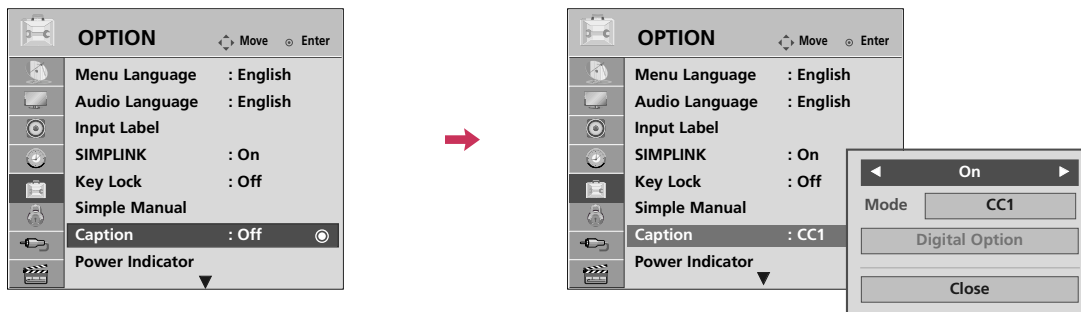 OPTION Move Enter
Menu Language : English
Audio Language : English
Input Label
SIMPLINK : On
Key Lock : Off
Simple Manual
Caption : Off
Power Indicator
OPTION Move Enter
Menu Language : English
Audio Language : English
Input Label
SIMPLINK : On
Key Lock : Off
Simple Manual
Caption : CC1
Power Indicator
On
Mode CC1
Digital Option
Close